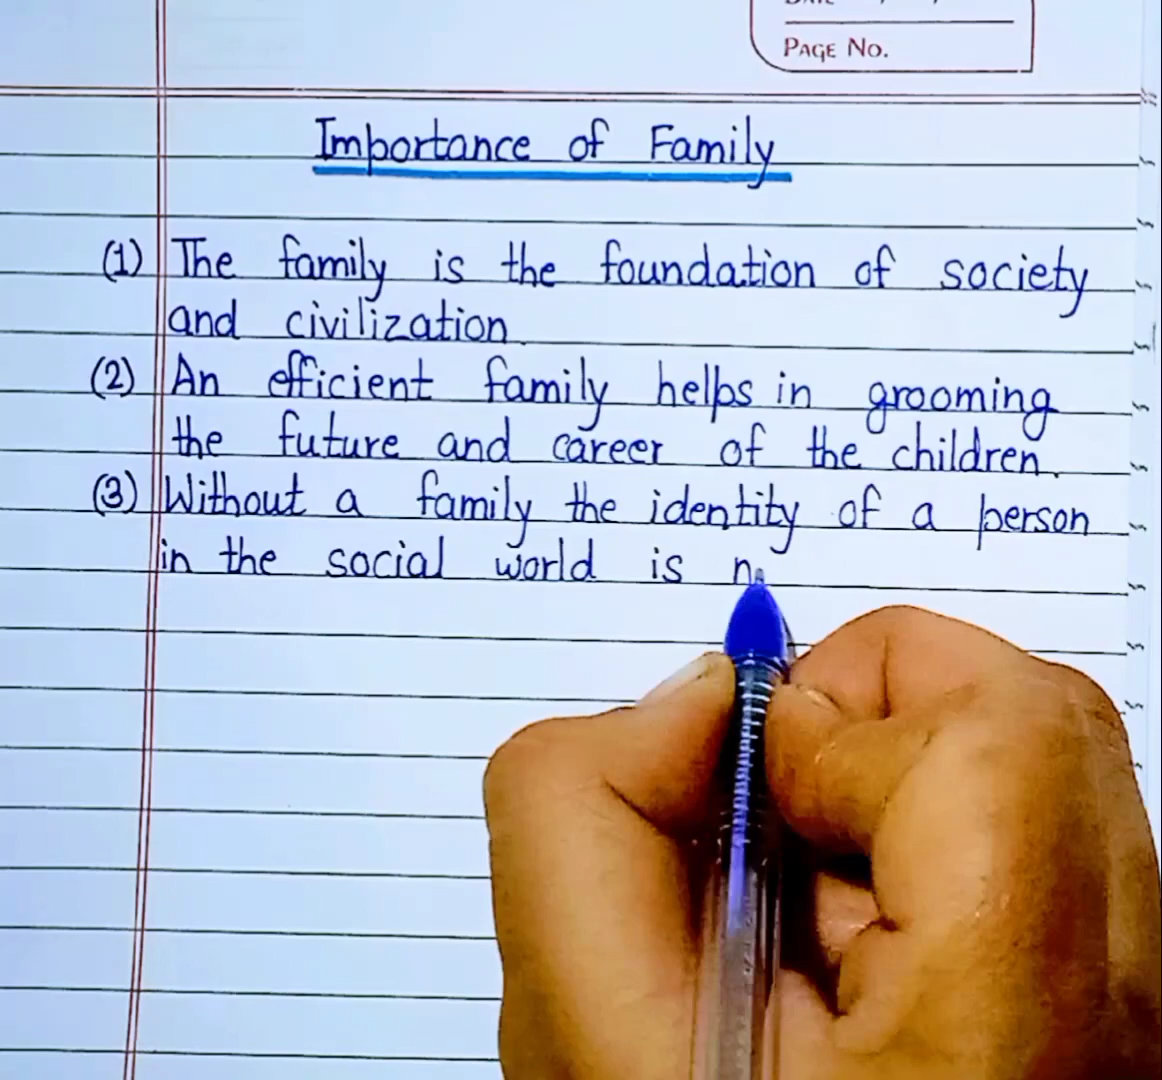 PAGE NO.
Importance of Family
(1) The family is the foundation of society
and civilization.
(2) An efficient family helps in grooming
the future and career of the children.
(3) Without a family the identity of a person
in the social world is n